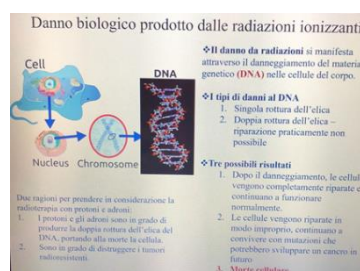 Danno biologico prodotto dalle radiazioni ionizzanti
Cell
DNA
Nucleus Chromosome
Due ragioni per prendere in considerazione la
radioterapia con protoni e adroni:
1. I protoni e gli adroni sono in grado di
produrre la doppia rottura dell'elica del
DNA, portando alla morte la cellula.
2. Sono in grado di distruggere i tumori
radioresistenti.
❖Il danno da radiazioni si manifesta
attraverso il danneggiamento del materia
genetico (DNA) nelle cellule del corpo.
❖I tipi di danni al DNA
1. Singola rottura dell'elica
2. Doppia rottura dell'elica –
riparazione praticamente non
possibile
❖Tre possibili risultati
1. Dopo il danneggiamento, le cellul
vengono completamente riparate e
continuano a funzionare
normalmente.
2. Le cellule vengono riparate in
modo improprio, continuano a
convivere con mutazioni che
potrebbero sviluppare un cancro in
futuro
3. Morte cellulare